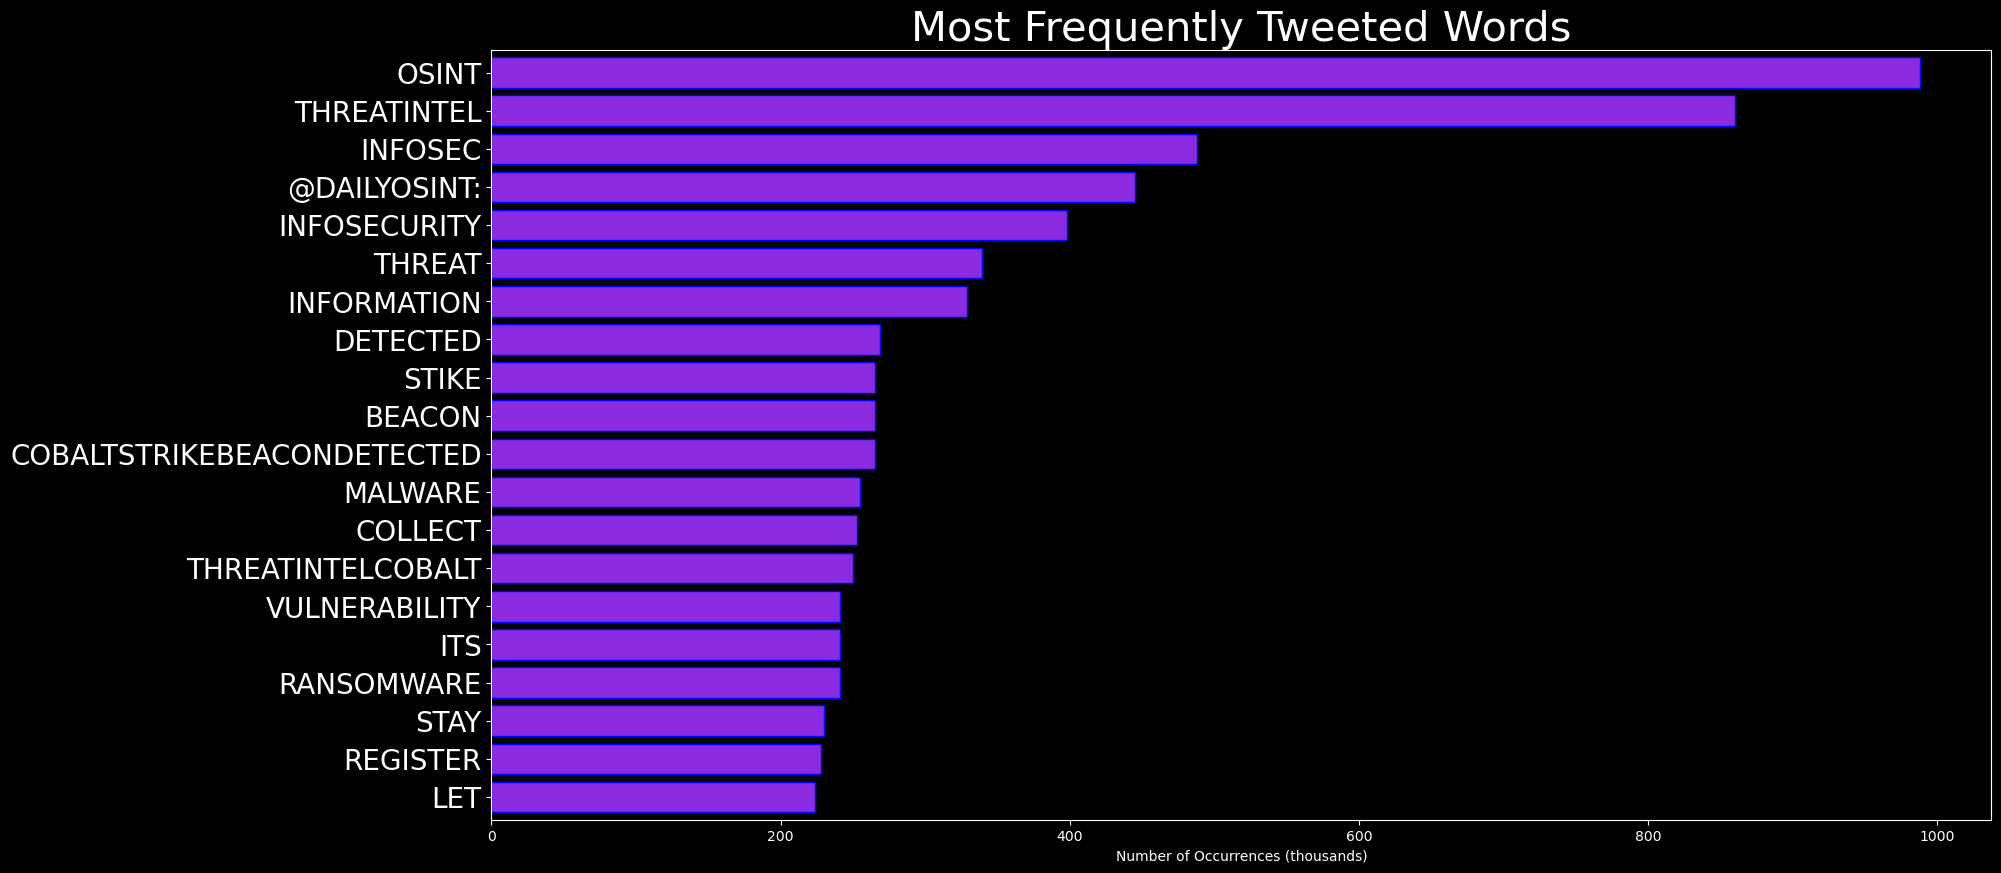 Most Frequently Tweeted Words
OSINT
THREATINTEL
INFOSEC
@DAILYOSINT:
INFOSECURITY
THREAT
INFORMATION
DETECTED
STIKE
BEACON
COBALTSTRIKEBEACONDETECTED
MALWARE
COLLECT
THREATINTELCOBALT
VULNERABILITY
ITS
RANSOMWARE
STAY
REGISTER
LET
0 200 400 600 800 1000
Number of Occurrences (thousands)